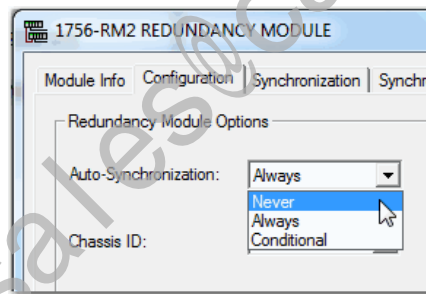 1756-RM2 REDUNDANCY MODULE
Module Info Configuration Synchronization Synchr
Redundancy Module Options
Auto-Synchronization: Always
Never
Always
Conditional
Chassis ID:
sales@c